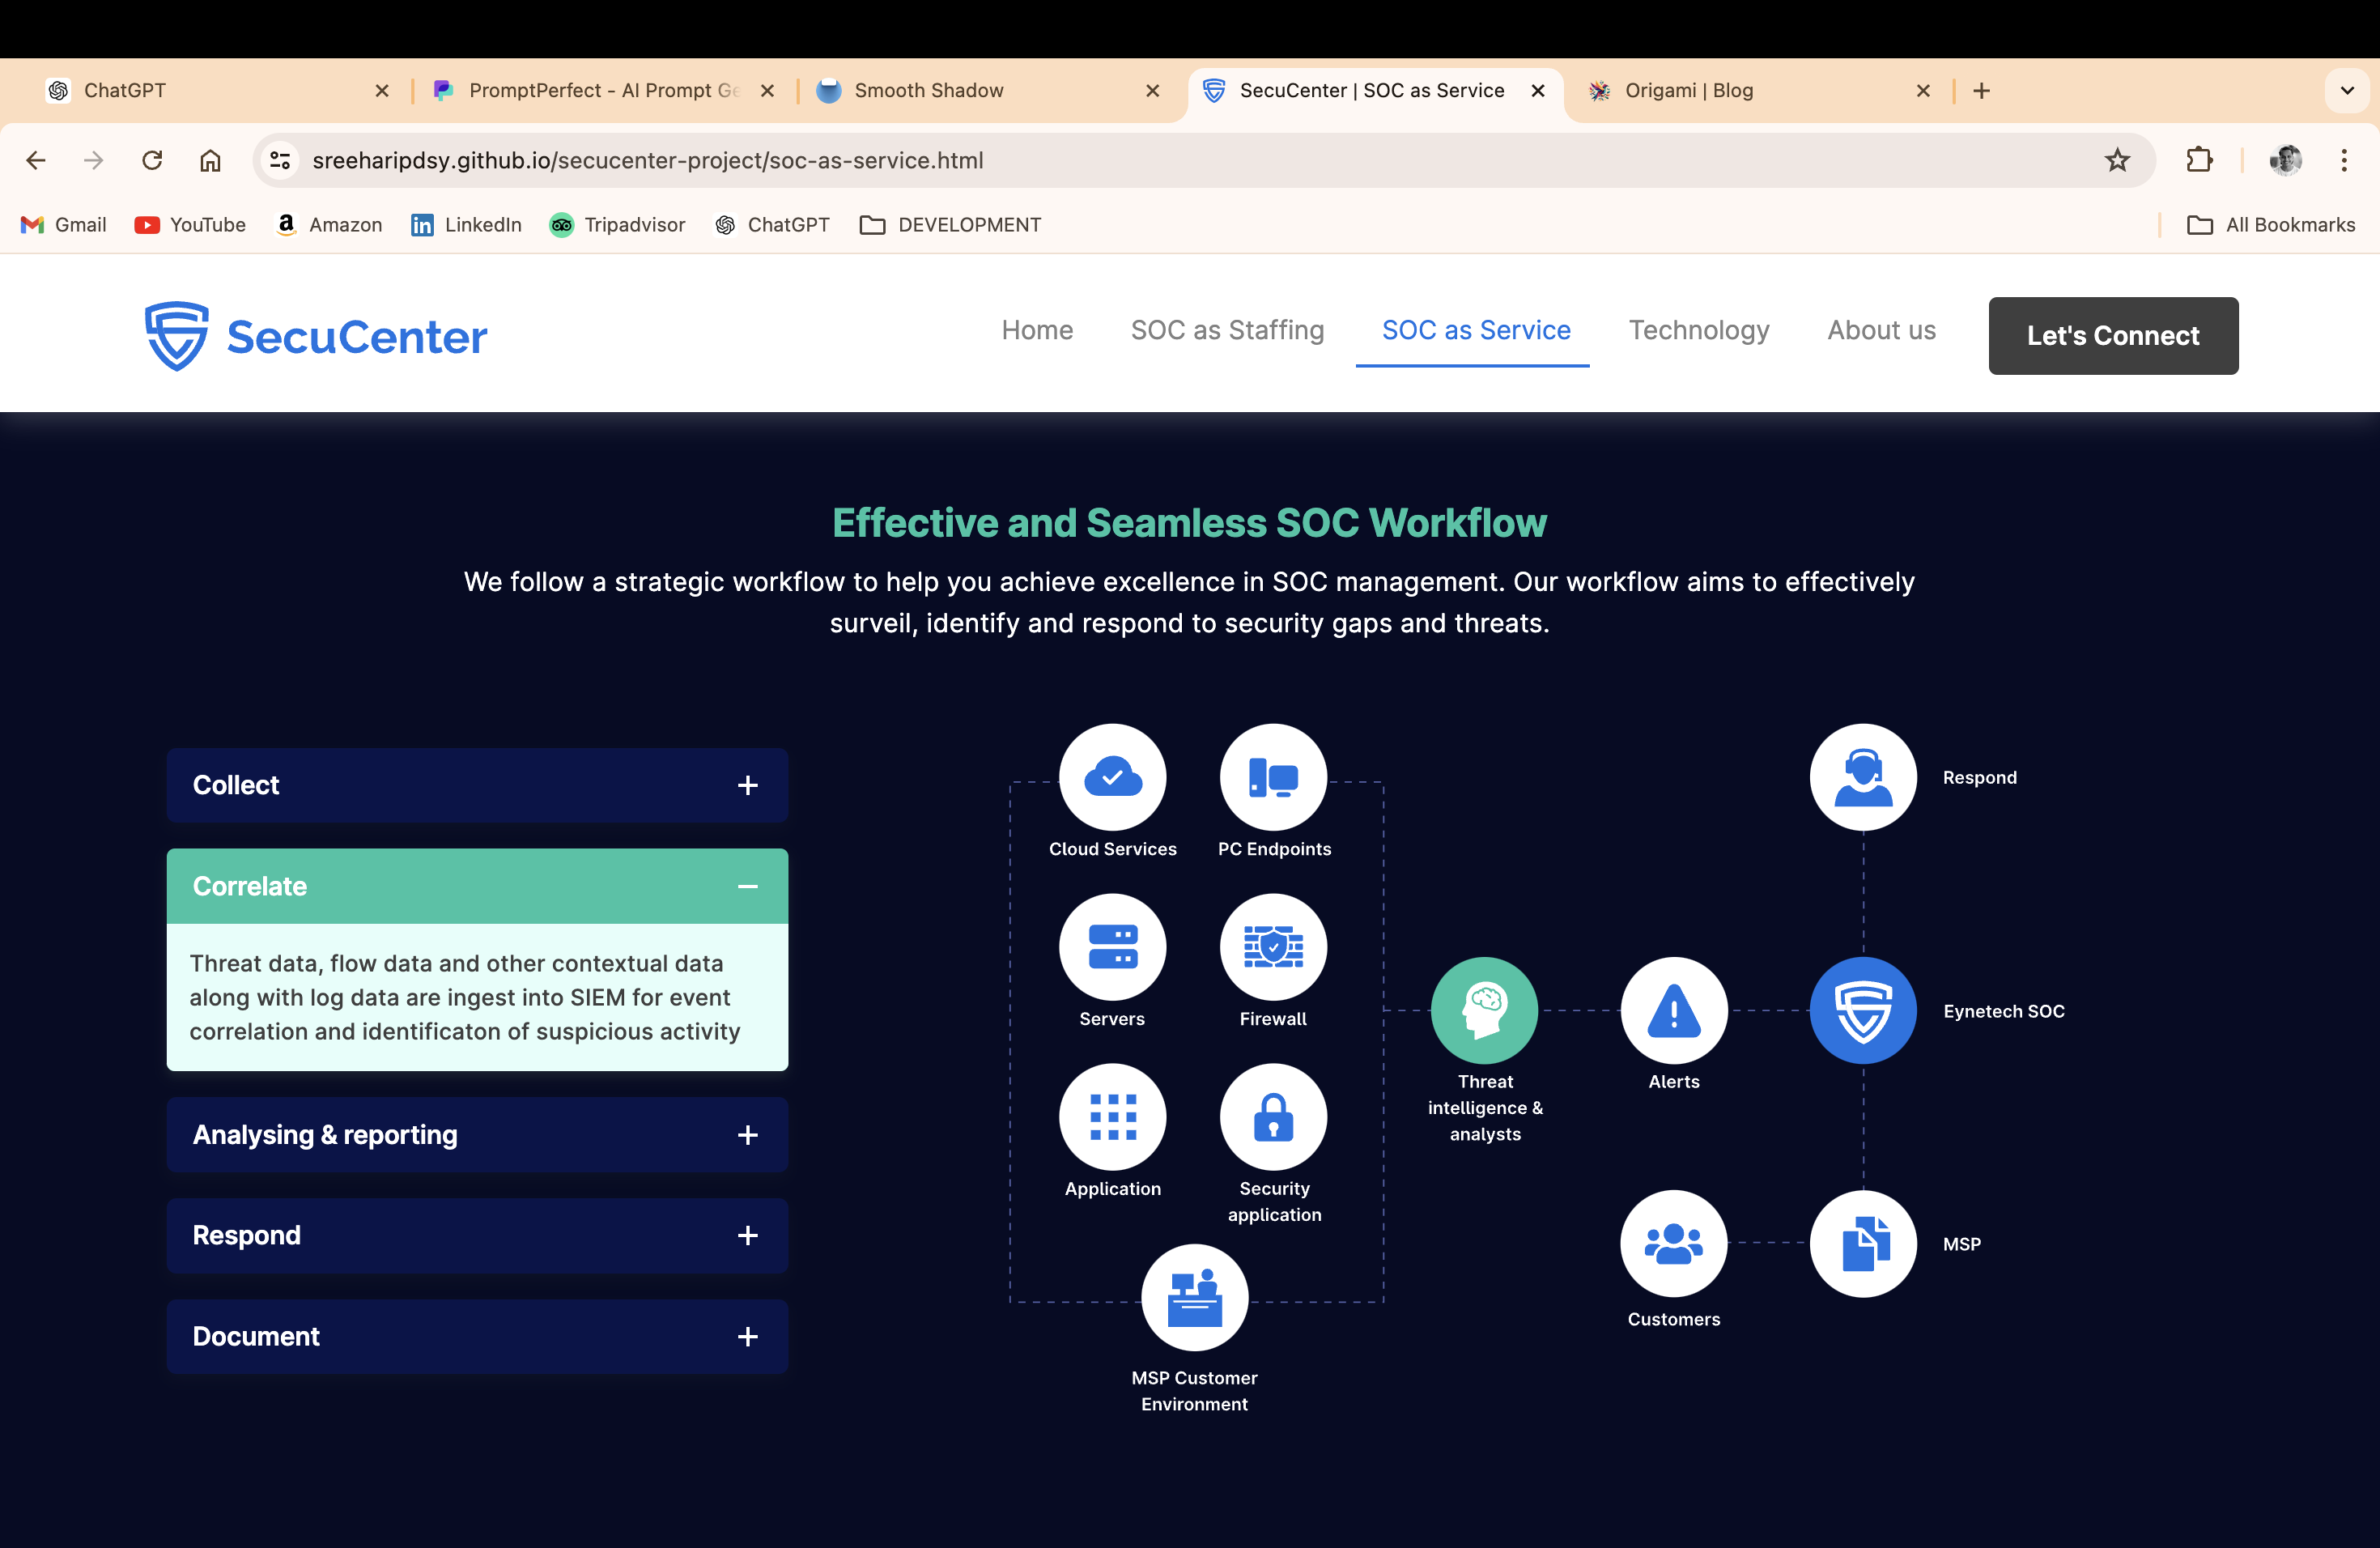 ChatGPT
PromptPerfect - AI Prompt Ge
Smooth Shadow
SecuCenter | SOC as Service
Origami | Blog
sreeharipdsy.github.io/secucenter-project/soc-as-service.html
Gmail
YouTube
Amazon
LinkedIn
Tripadvisor
ChatGPT
DEVELOPMENT
All Bookmarks
SecuCenter
Home
SOC as Staffing
SOC as Service
Technology
About us
Let's Connect
Effective and Seamless SOC Workflow
We follow a strategic workflow to help you achieve excellence in SOC management. Our workflow aims to effectively
surveil, identify and respond to security gaps and threats.
Collect
Correlate
Threat data, flow data and other contextual data
along with log data are ingest into SIEM for event
correlation and identificaton of suspicious activity
Analysing & reporting
Respond
Document
Cloud Services
PC Endpoints
Servers
Firewall
Application
Security
application
MSP Customer
Environment
Threat
intelligence &
analysts
Alerts
Respond
Eynetech SOC
MSP
Customers